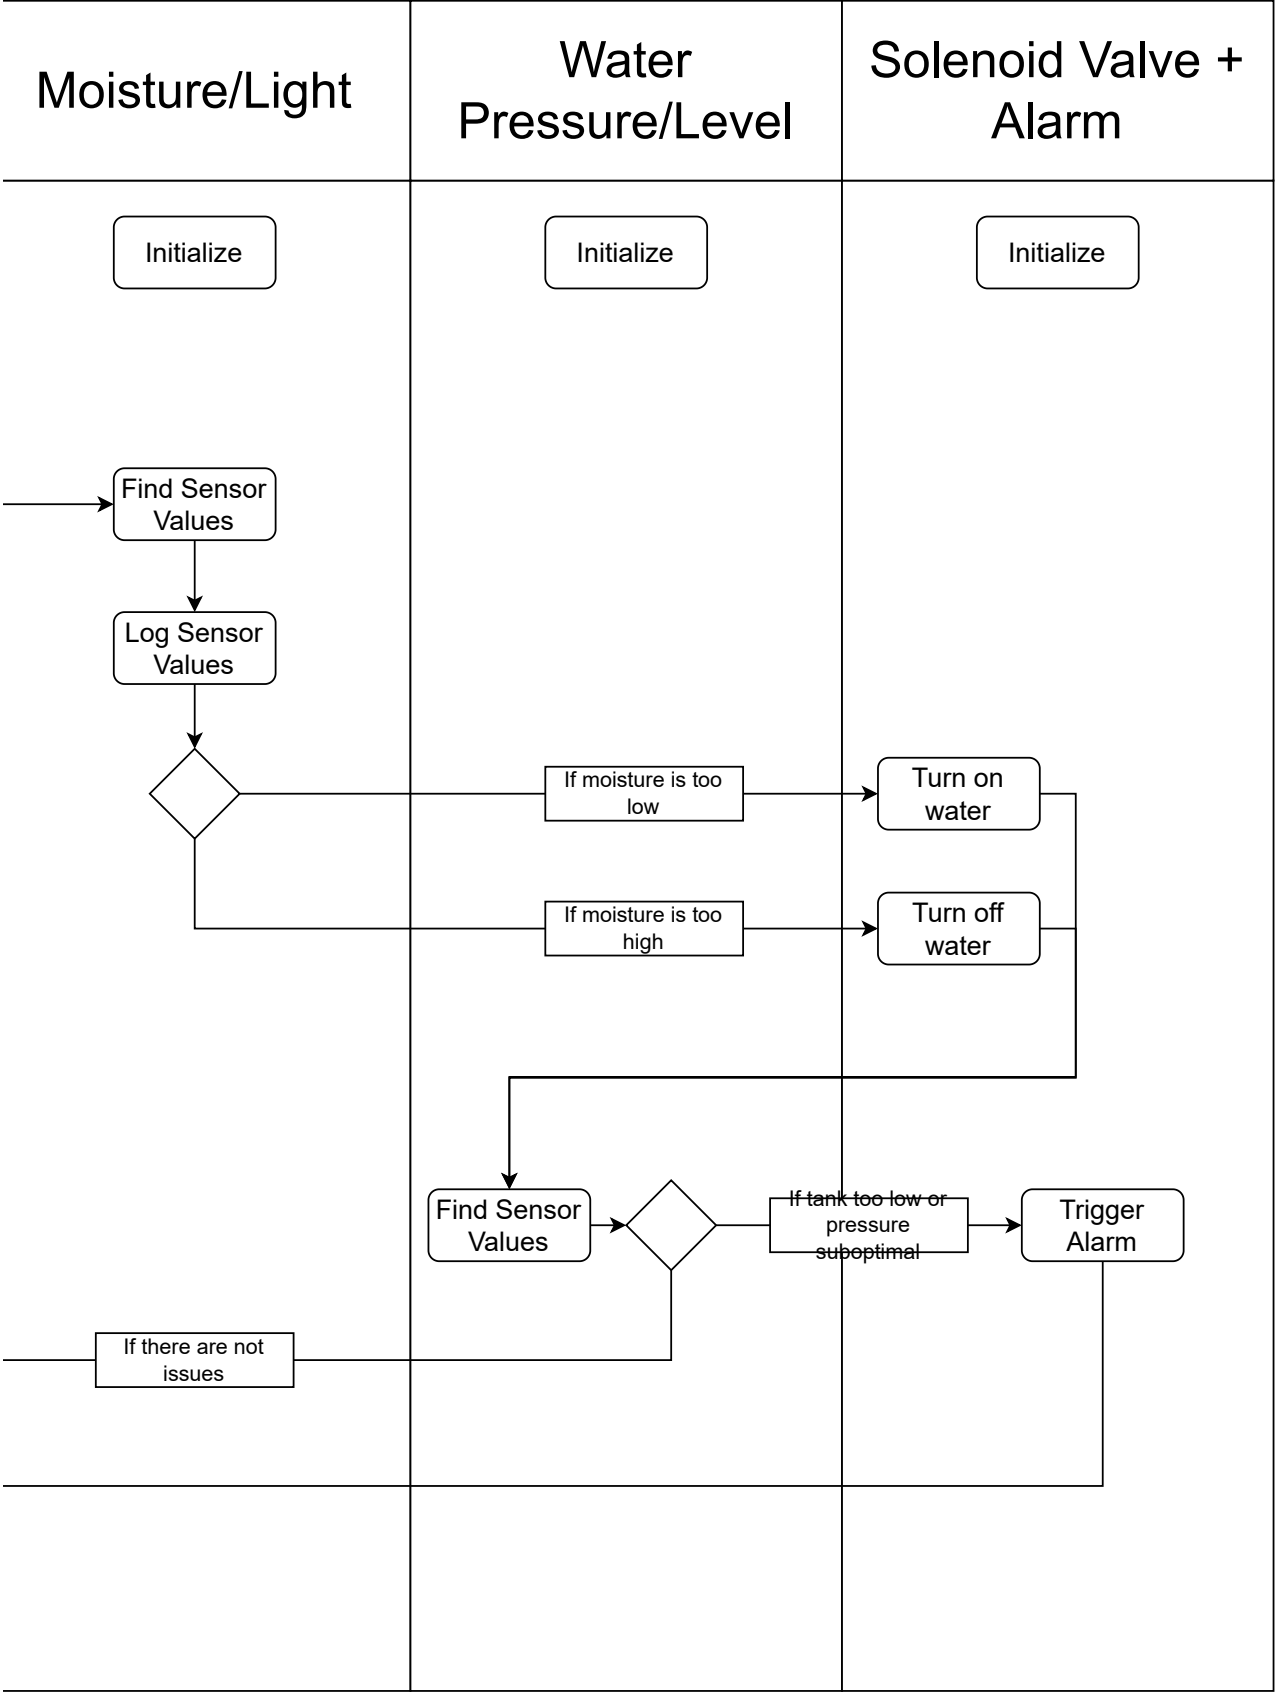 Moisture/Light
Water
Pressure/Level
Solenoid Valve +
Alarm
Initialize
Initialize
Initialize
Find Sensor
Values
Log Sensor
Values
If moisture is too
low
Turn on
water
If moisture is too
high
Turn off
water
Find Sensor
Values
If tank too low or
pressure
suboptimal
Trigger
Alarm
If there are not
issues